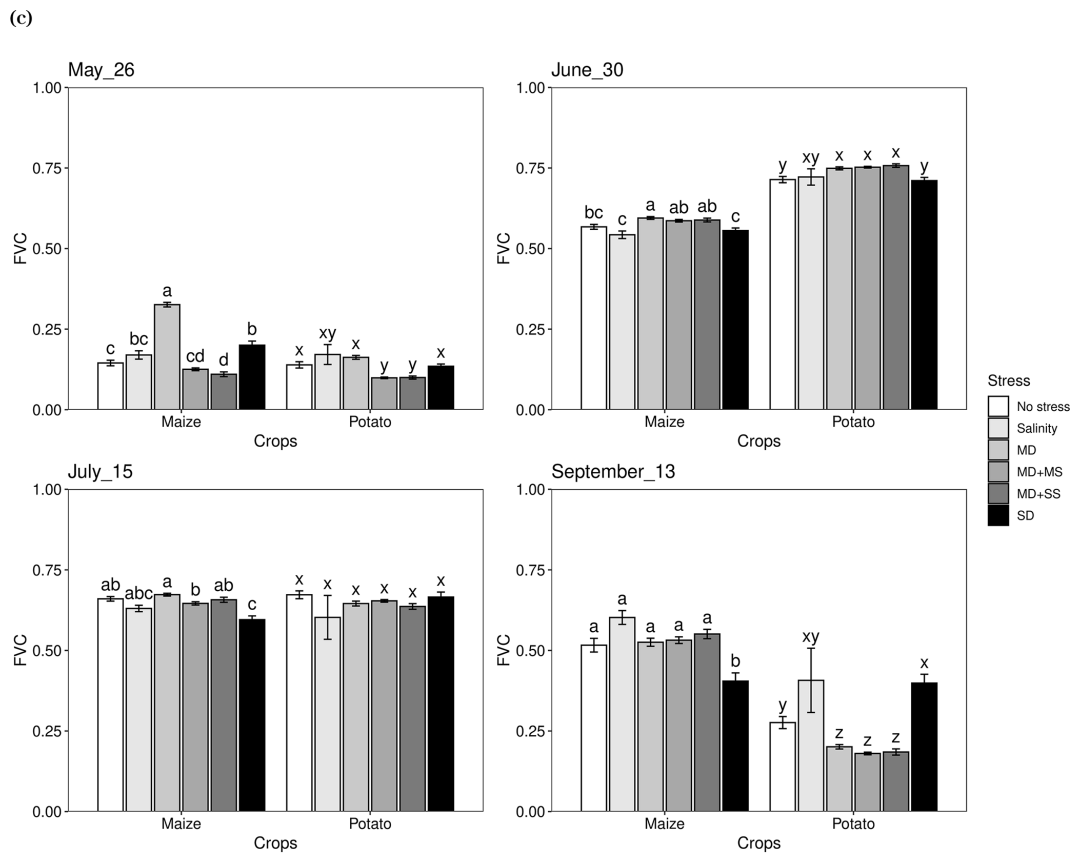 (c)
May_26
1.00
0.75
0.50
0.25
0.00
FVC
c bc a cd d b x xy x y y x
Maize Potato
Crops
June_30
1.00
0.75
0.50
0.25
0.00
FVC
bc c a ab ab c y xy x x x y
Maize Potato
Crops
July_15
1.00
0.75
0.50
0.25
0.00
FVC
ab abc a b ab c x x x x x x
Maize Potato
Crops
September_13
1.00
0.75
0.50
0.25
0.00
FVC
a a a a a b y xy z z z x
Maize Potato
Crops
Stress
No stress
Salinity
MD
MD+MS
MD+SS
SD